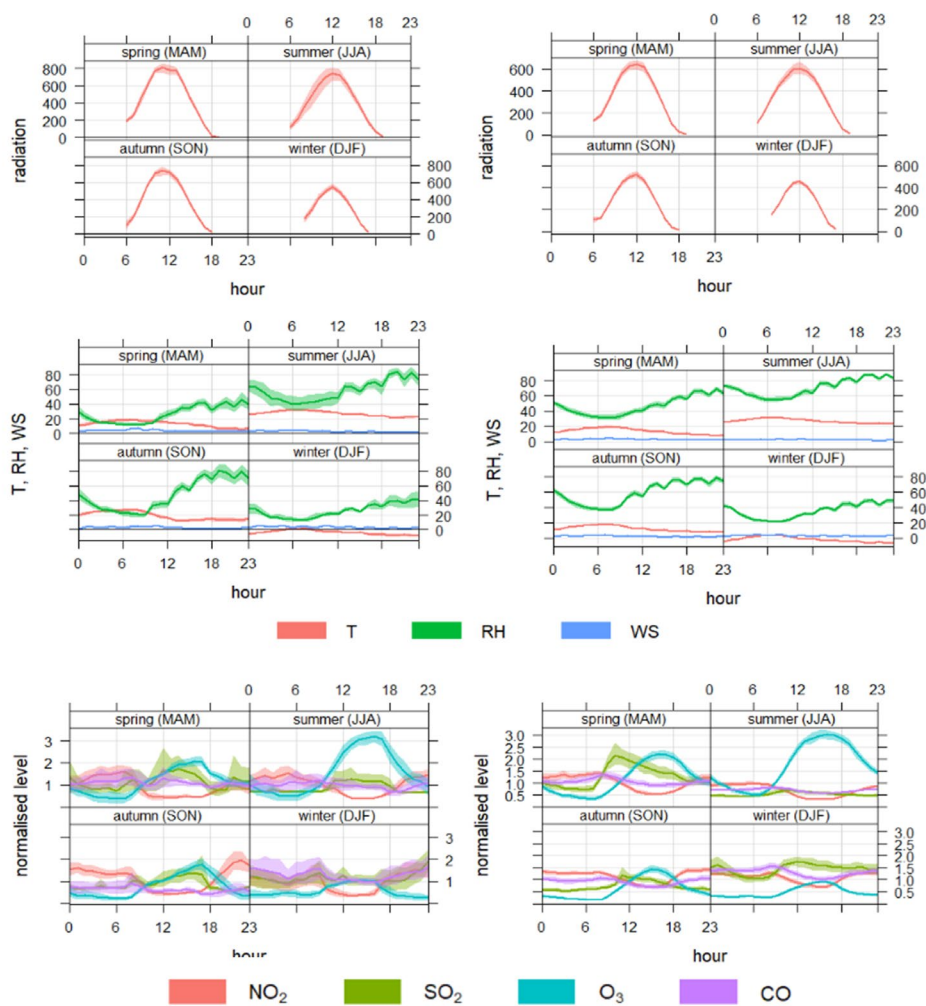 0 6 12 18 23 0 6 12 18 23
spring (MAM) summer (JJA) spring (MAM) summer (JJA)
800
600
400
200
0
600
400
200
0
autumn (SON) winter (DJF) autumn (SON) winter (DJF)
800
600
400
200
0
600
400
200
0
radiation radiation
0 6 12 18 23 0 6 12 18 23
hour hour
0 6 12 18 23 0 6 12 18 23
spring (MAM) summer (JJA) spring (MAM) summer (JJA)
80
60
40
20
0
80
60
40
20
0
autumn (SON) winter (DJF) autumn (SON) winter (DJF)
80
60
40
20
0
80
60
40
20
0
T, RH, WS T, RH, WS
0 6 12 18 23 0 6 12 18 23
hour hour
T RH WS
0 6 12 18 23 0 6 12 18 23
spring (MAM) summer (JJA) spring (MAM) summer (JJA)
3
2
1
3.0
2.5
2.0
1.5
1.0
0.5
autumn (SON) winter (DJF) autumn (SON) winter (DJF)
3
2
1
3.0
2.5
2.0
1.5
1.0
0.5
normalised level normalised level
0 6 12 18 23 0 6 12 18 23
hour hour
NO₂ SO₂ O₃ CO